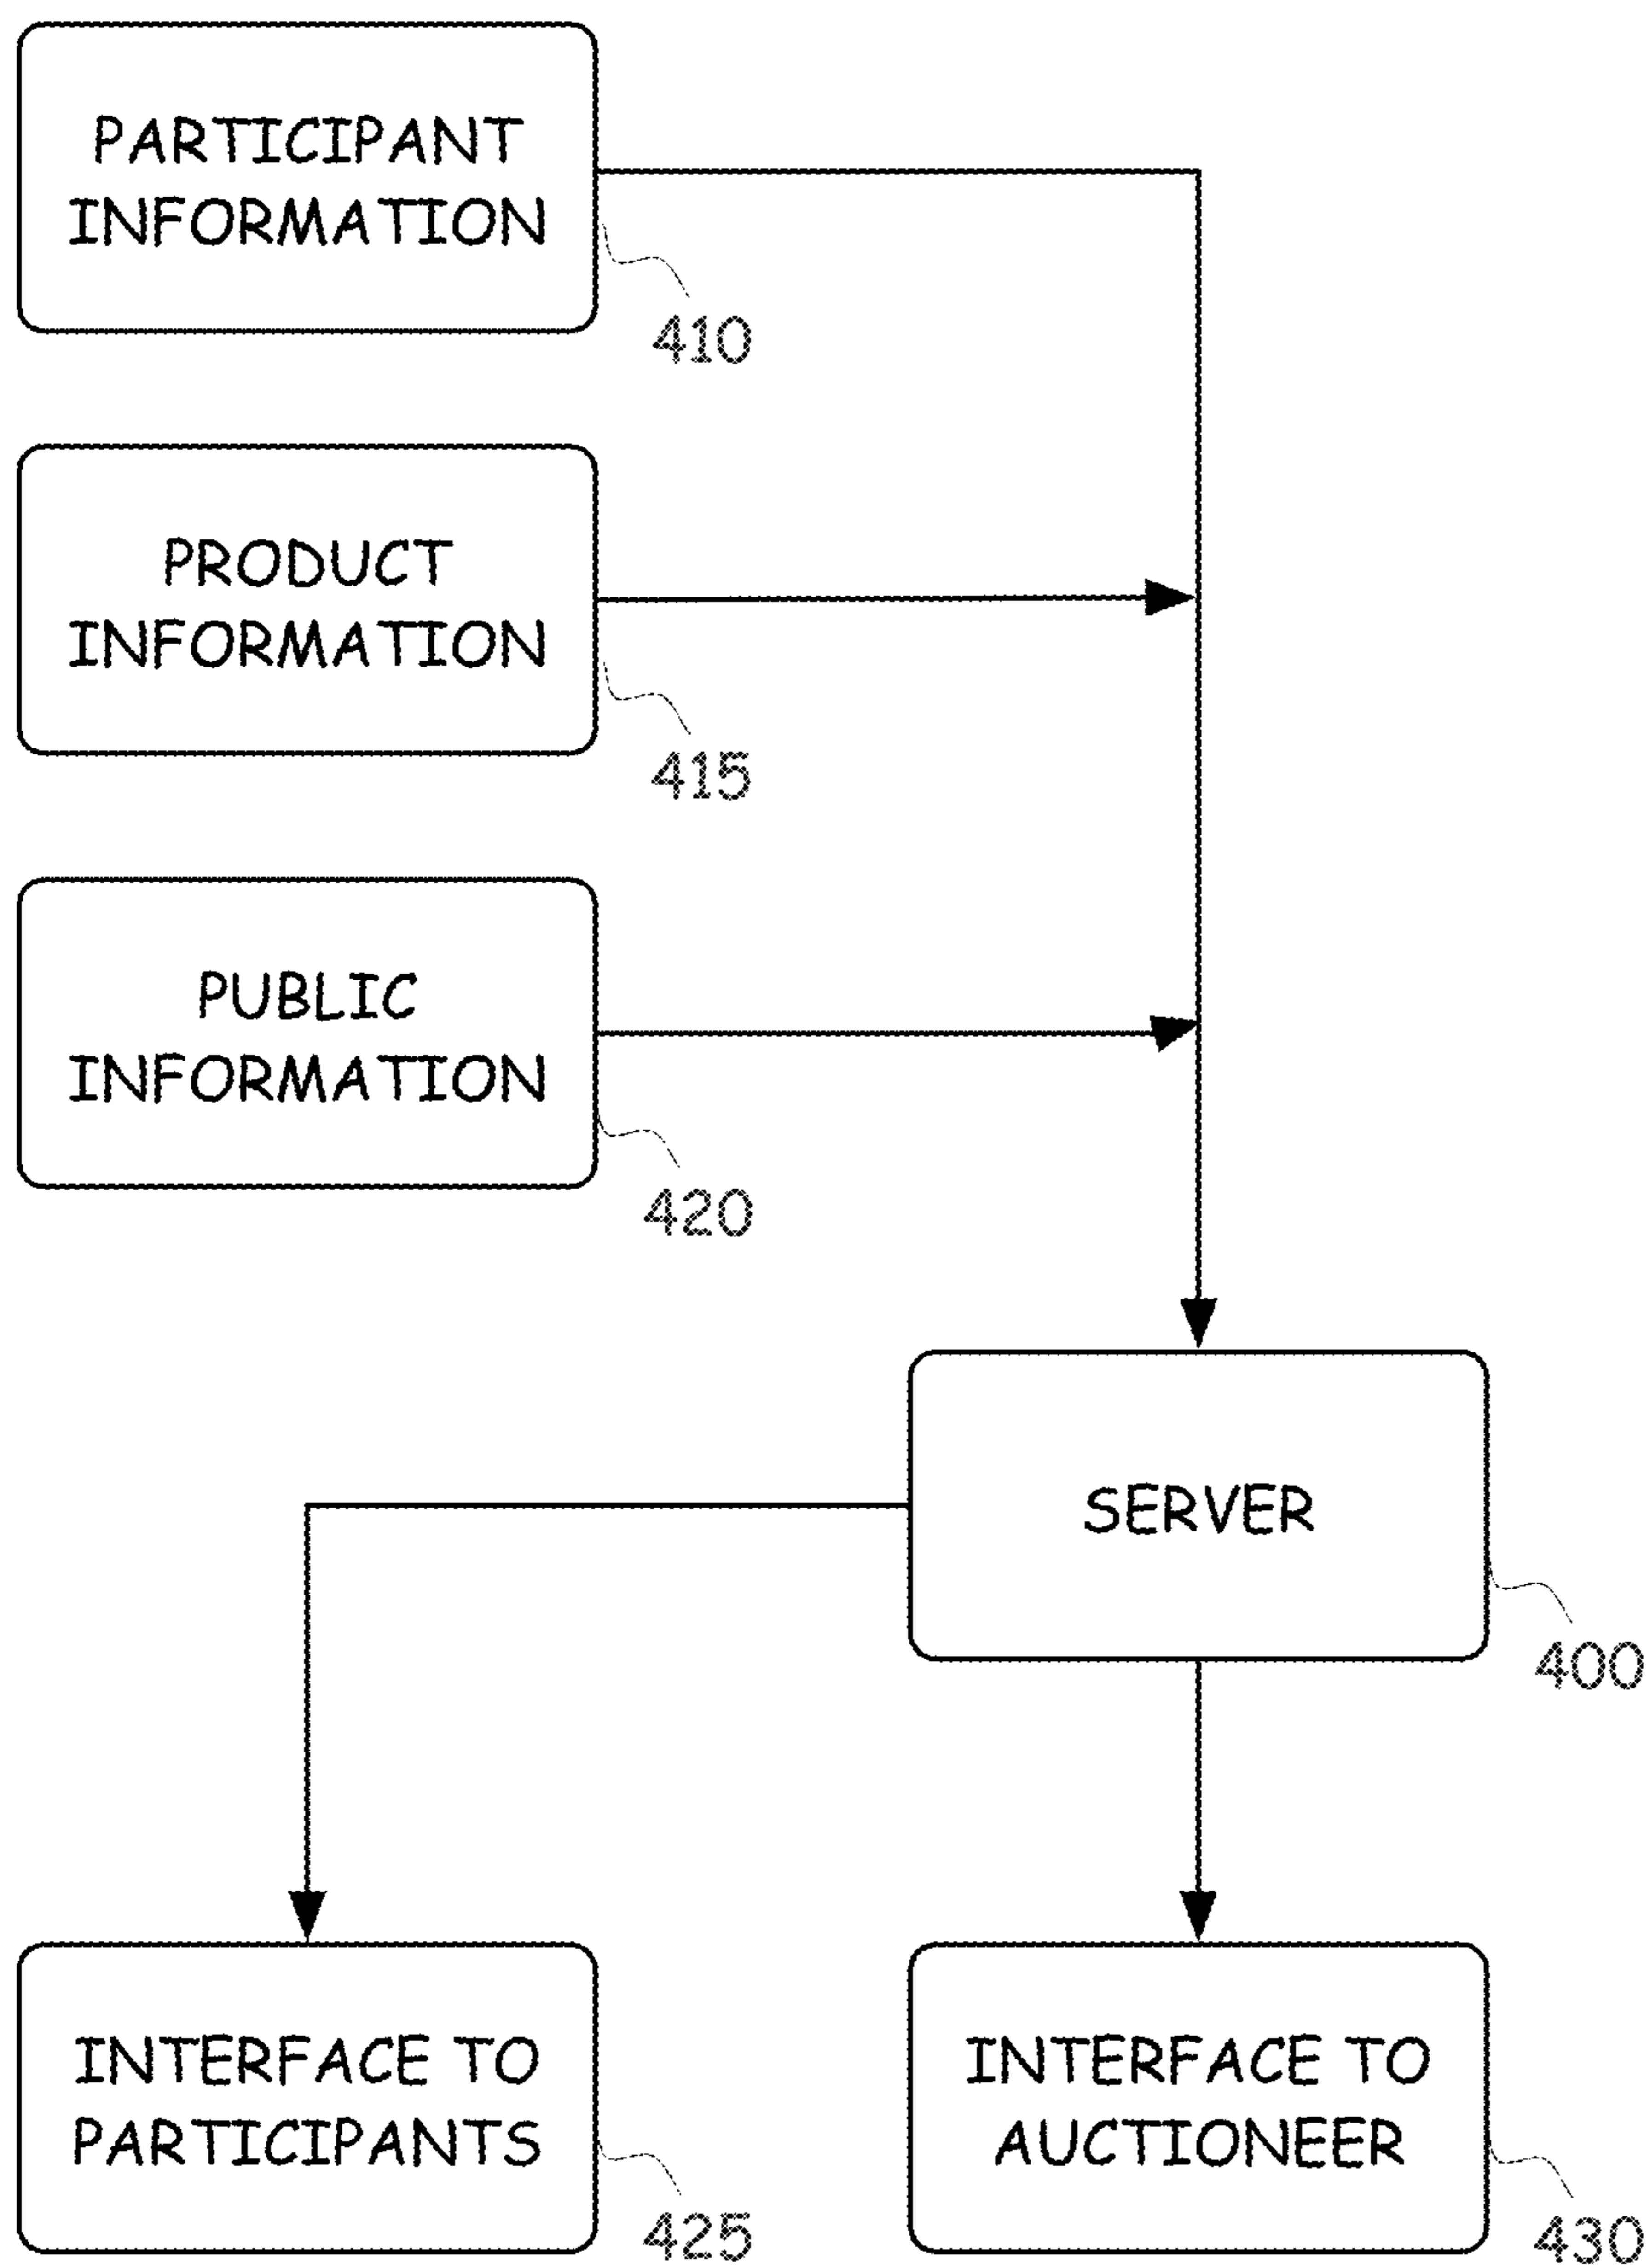 PARTICIPANT
INFORMATION
410
PRODUCT
INFORMATION
415
PUBLIC
INFORMATION
420
SERVER
400
INTERFACE TO
PARTICIPANTS
425
INTERFACE TO
AUCTIONEER
430